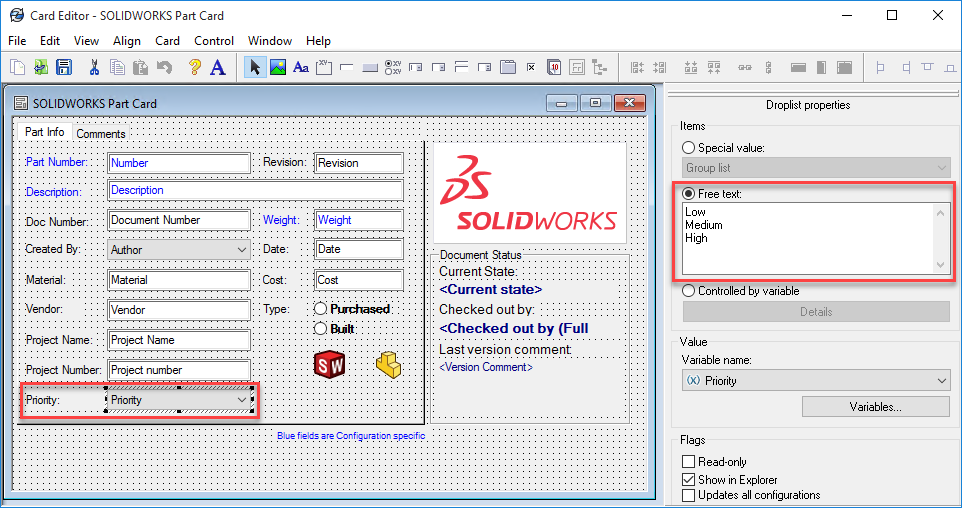 Card Editor - SOLIDWORKS Part Card
File Edit View Align Card Control Window Help
SOLIDWORKS Part Card
Part Info Comments
Part Number: Number Revision: Revision
Description: Description
Doc Number: Document Number Weight: Weight
Created By: Author Date: Date
Material: Material Cost: Cost
Vendor: Vendor Type: Purchased
Built
Project Name: Project Name
Project Number: Project number
SW
Priority: Priority
Blue fields are Configuration specific
SOLIDWORKS
Document Status
Current State:
<Current state>
Checked out by:
<Checked out by (Full
Last version comment:
<Version Comment>
Droplist properties
Items
Special value:
Group list
Free text:
Low
Medium
High
Controlled by variable
Details
Value
Variable name:
(x) Priority
Variables...
Flags
Read-only
Show in Explorer
Updates all configurations